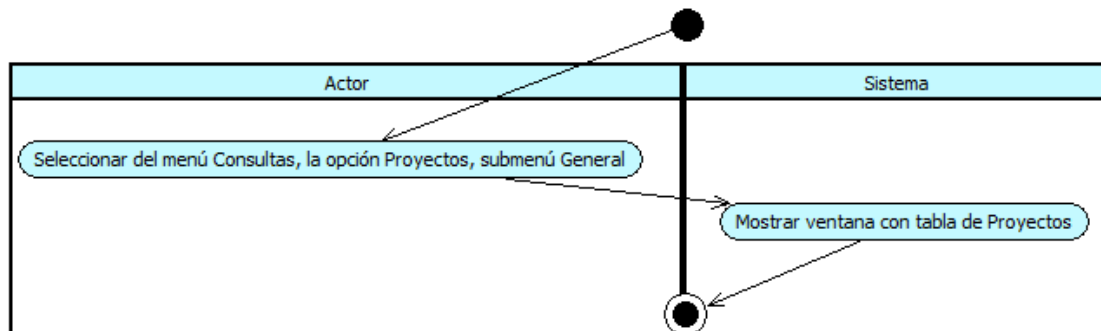 Actor
Sistema
Seleccionar del menú Consultas, la opción Proyectos, submenú General
Mostrar ventana con tabla de Proyectos